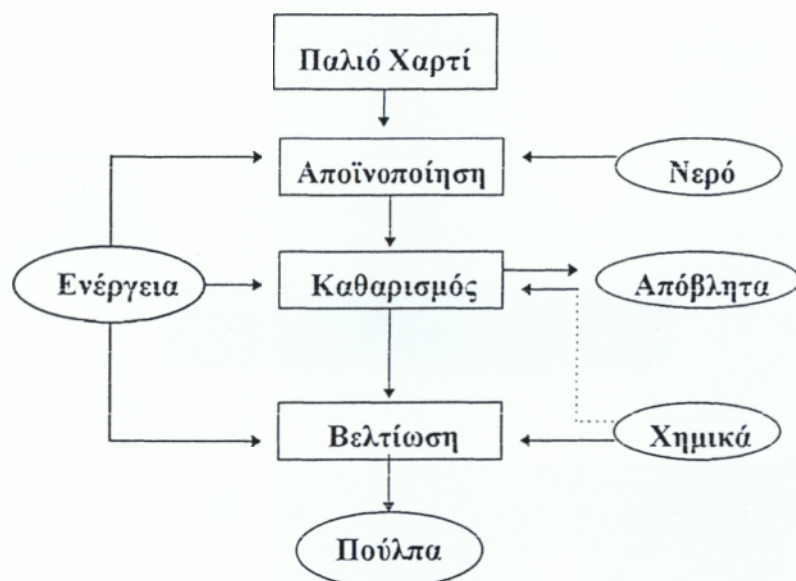 Παλιό Χαρτί
Αποϊνοποίηση
Νερό
Ενέργεια
Καθαρισμός
Απόβλητα
Βελτίωση
Χημικά
Πούλπα